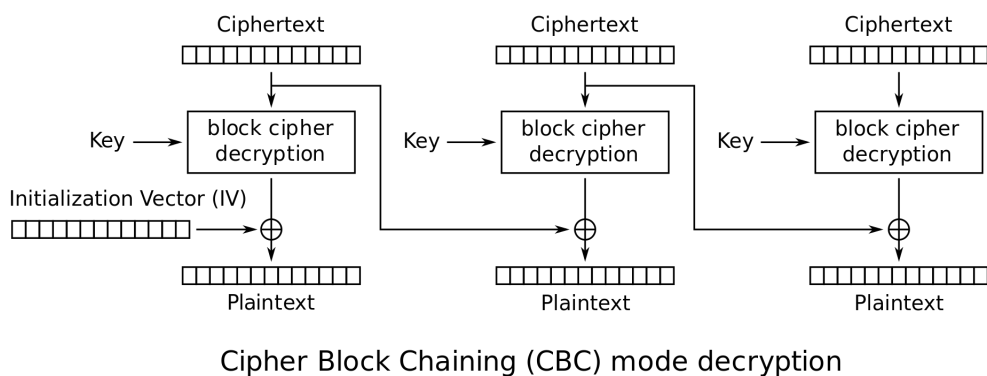 Ciphertext
Ciphertext
Ciphertext
Key
block cipher
decryption
Key
block cipher
decryption
Key
block cipher
decryption
Initialization Vector (IV)
Plaintext
Plaintext
Plaintext
Cipher Block Chaining (CBC) mode decryption